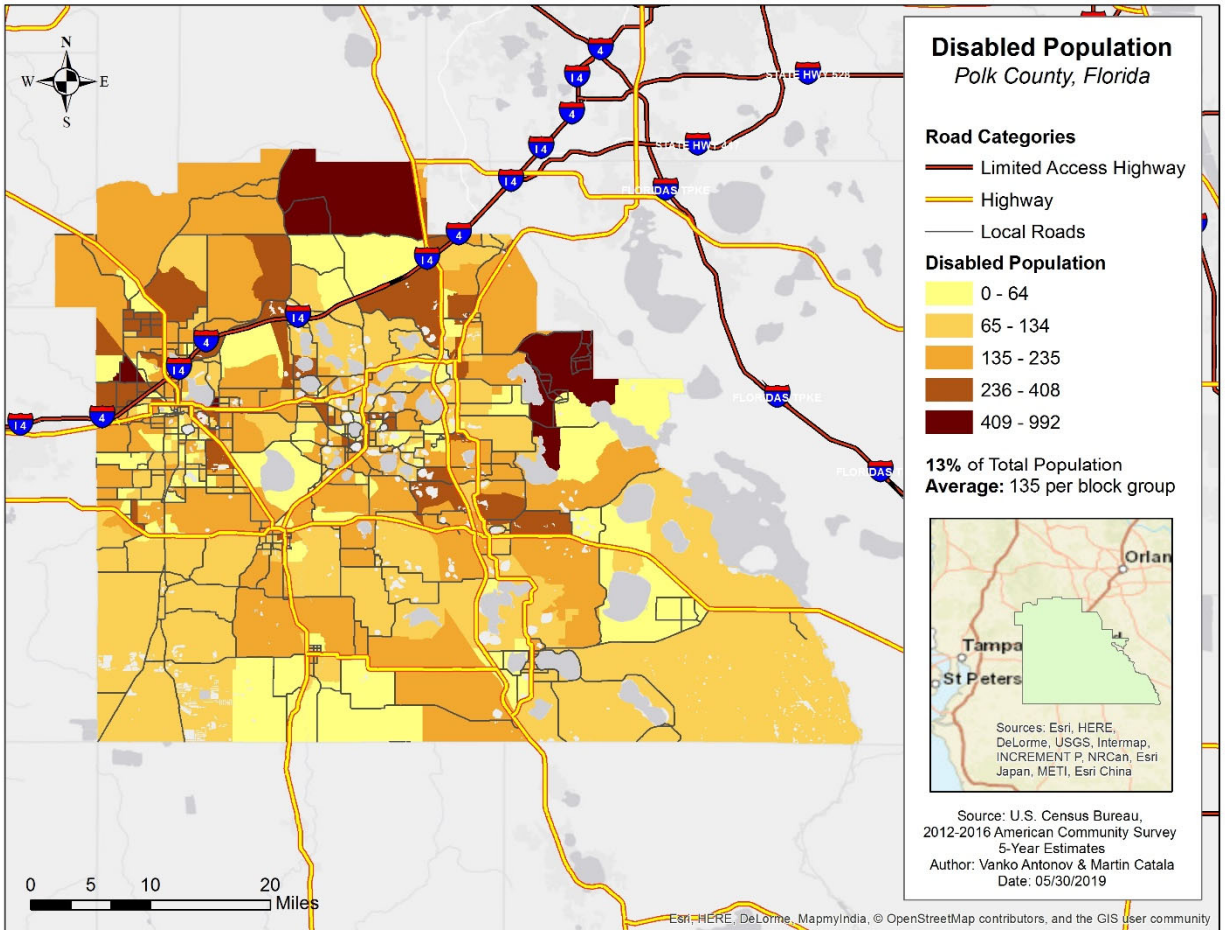 N
W E
S
4
I 4
4
I 4
I 4
4
I 4
I 4
4
I 4
4
I 4
STATE HWY 528
FLORIDAS TPKE
FLORIDAS TPKE
FLORIDAS T
Disabled Population
Polk County, Florida
Road Categories
Limited Access Highway
Highway
Local Roads
Disabled Population
0 - 64
65 - 134
135 - 235
236 - 408
409 - 992
13% of Total Population
Average: 135 per block group
Orlan
Tampa
St Peters
Sources: Esri, HERE,
DeLorme, USGS, Intermap,
INCREMENT P, NRCan, Esri
Japan, METI, Esri China
Source: U.S. Census Bureau,
2012-2016 American Community Survey
5-Year Estimates
Author: Vanko Antonov & Martin Catala
Date: 05/30/2019
0 5 10 20
Miles
Esri, HERE, DeLorme, MapmyIndia, © OpenStreetMap contributors, and the GIS user community